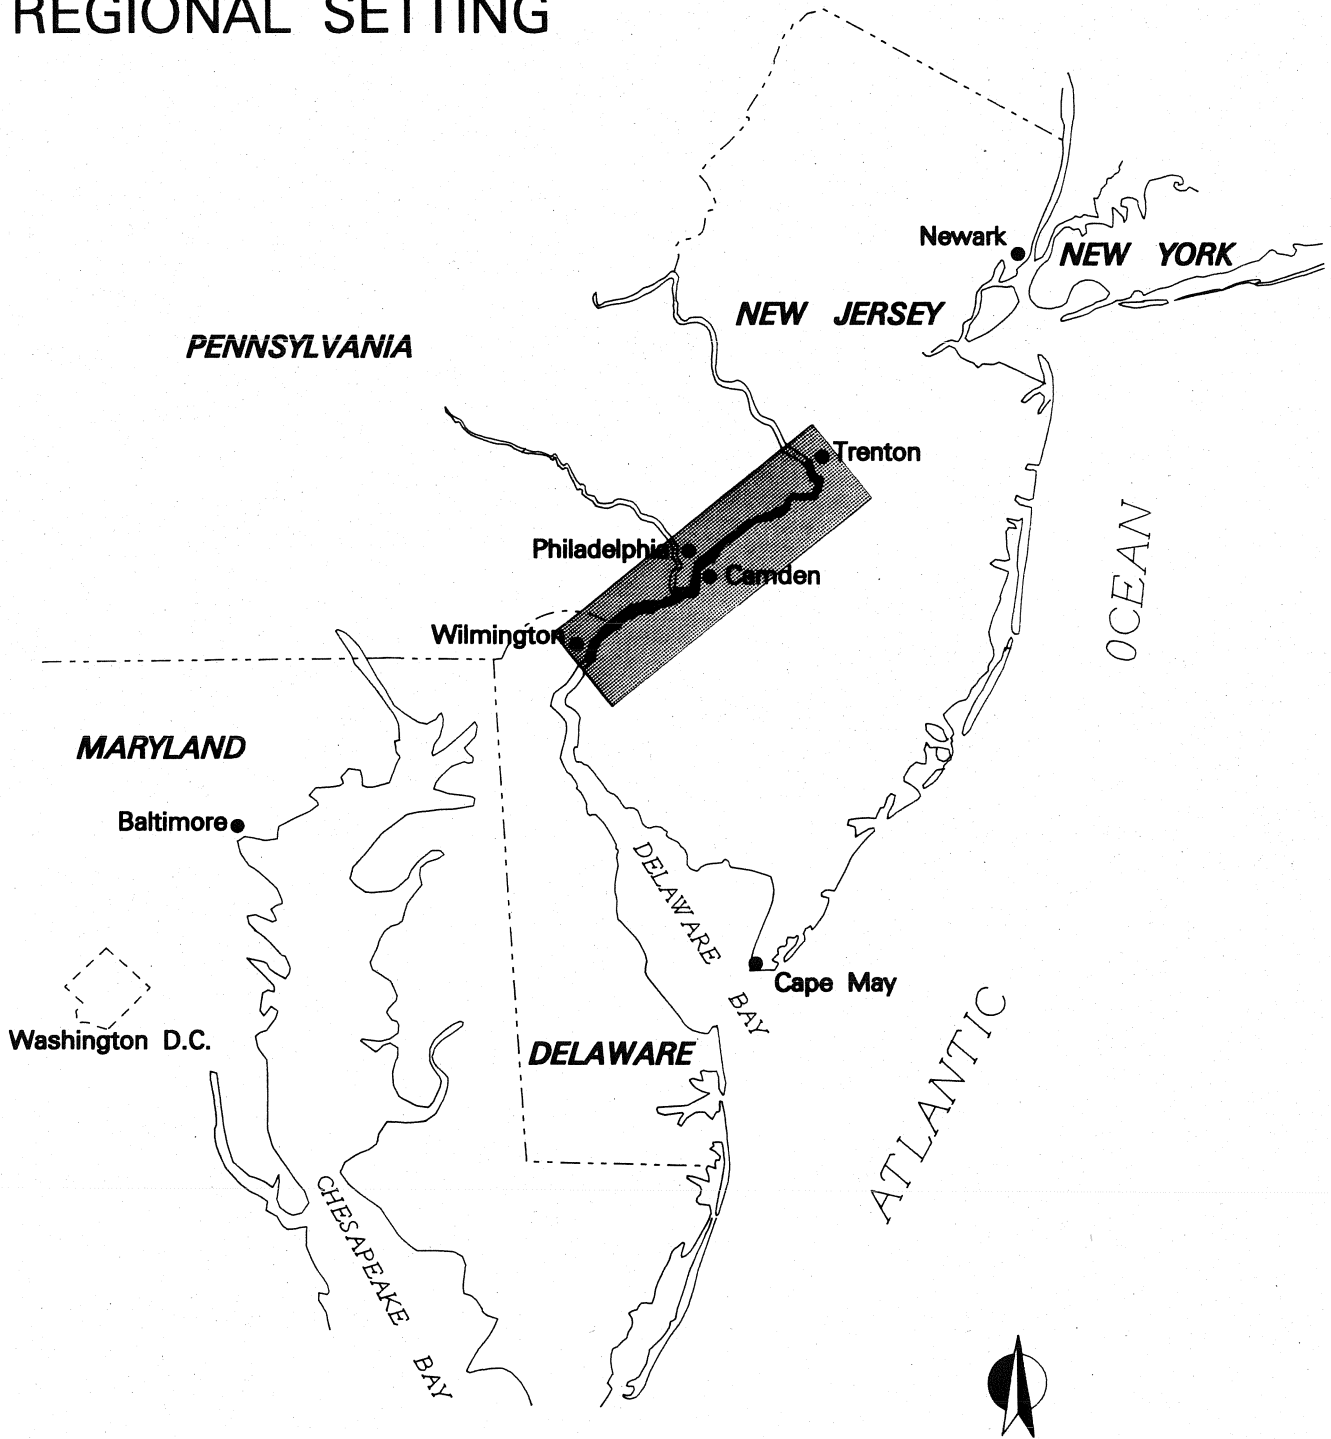 REGIONAL SETTING
Newark
NEW YORK
NEW JERSEY
PENNSYLVANIA
Trenton
OCEAN
Philadelphia
Camden
Wilmington
MARYLAND
Baltimore
DELAWARE BAY
Cape May
Washington D.C.
DELAWARE
ATLANTIC
CHESAPEAKE BAY